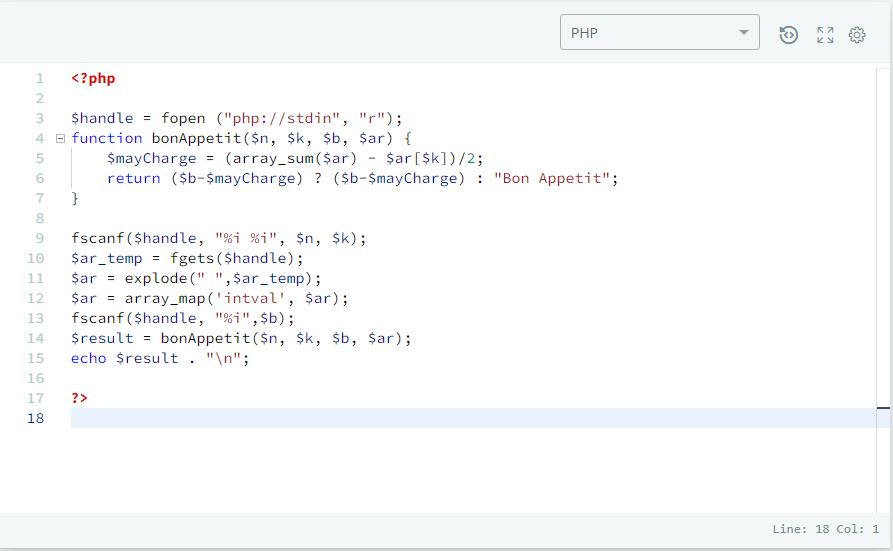 PHP
1 <?php
2
3 $handle = fopen ("php://stdin", "r");
4 function bonAppetit($n, $k, $b, $ar) {
5     $mayCharge = (array_sum($ar) - $ar[$k])/2;
6     return ($b-$mayCharge) ? ($b-$mayCharge) : "Bon Appetit";
7 }
8
9 fscanf($handle, "%i %i", $n, $k);
10 $ar_temp = fgets($handle);
11 $ar = explode(" ",$ar_temp);
12 $ar = array_map('intval', $ar);
13 fscanf($handle, "%i",$b);
14 $result = bonAppetit($n, $k, $b, $ar);
15 echo $result . "\n";
16
17 ?>
18
Line: 18 Col: 1